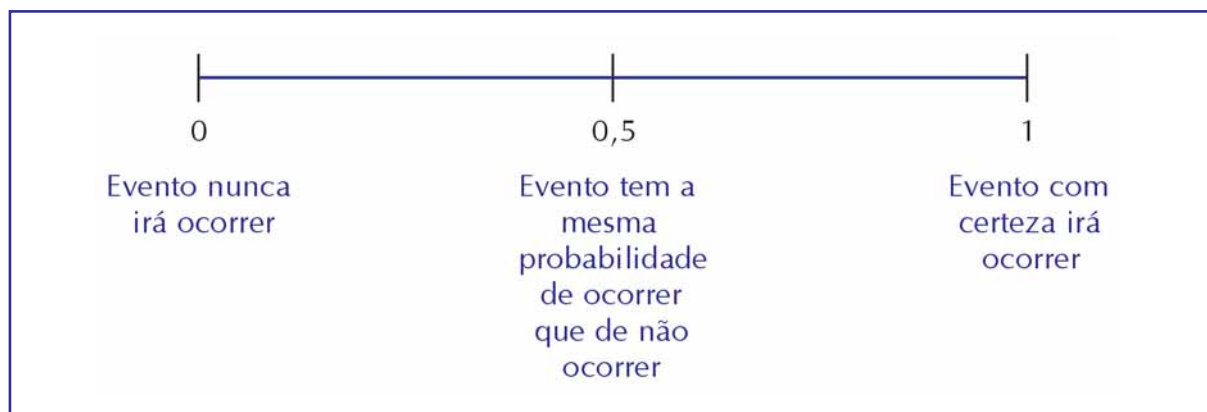 0
0,5
1
Evento nunca
irá ocorrer
Evento tem a
mesma
probabilidade
de ocorrer
que de não
ocorrer
Evento com
certeza irá
ocorrer